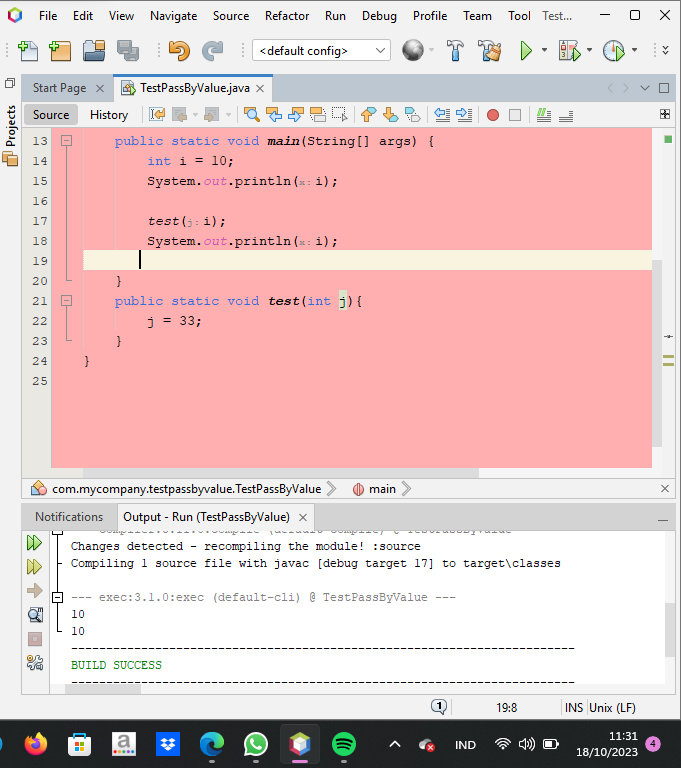 File Edit View Navigate Source Refactor Run Debug Profile Team Tool Test...
<default config>
Start Page TestPassByValue.java
Source History
Projects
13 public static void main(String[] args) {
14 int i = 10;
15 System.out.println(x: i);
16
17 test(j: i);
18 System.out.println(x: i);
19
20 }
21 public static void test(int j){
22 j = 33;
23 }
24 }
25
com.mycompany.testpassbyvalue.TestPassByValue main
Notifications Output - Run (TestPassByValue)
Changes detected - recompiling the module! :source
Compiling 1 source file with javac [debug target 17] to target\classes
--- exec:3.1.0:exec (default-cli) @ TestPassByValue ---
10
10
------------------------------------------------------------------------
BUILD SUCCESS
------------------------------------------------------------------------
1 19:8 INS Unix (LF)
a IND 11:31 4
18/10/2023